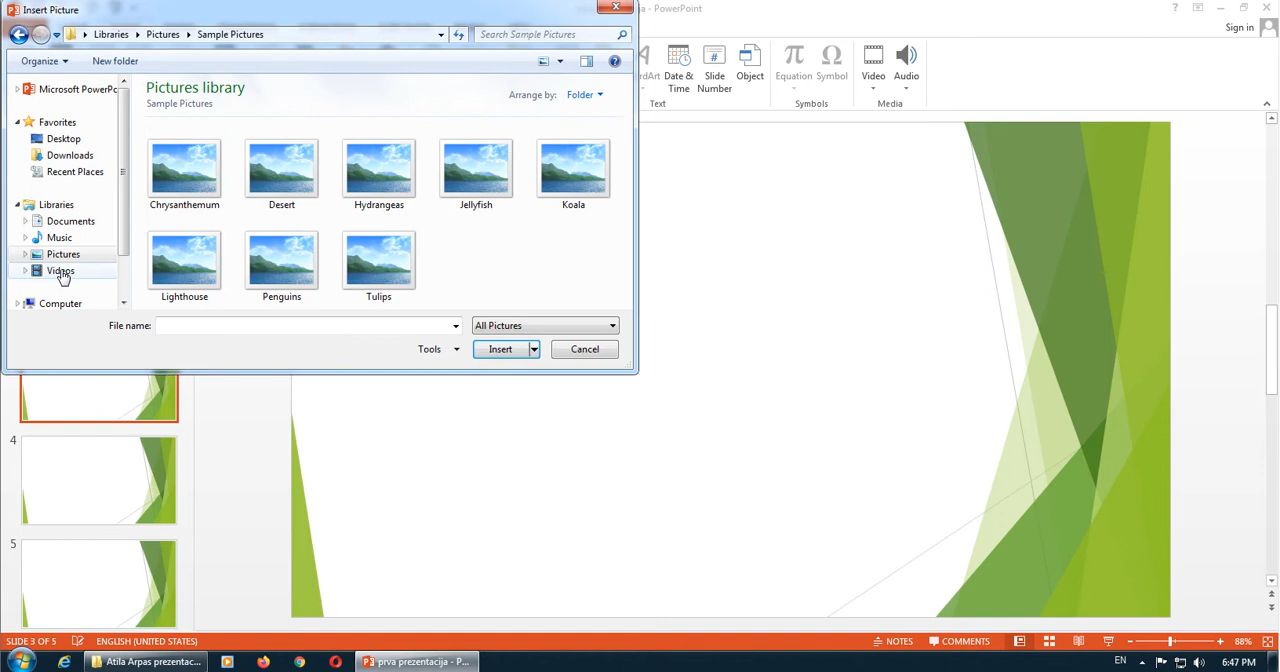 Insert Picture
ja - PowerPoint
Libraries Pictures Sample Pictures
Search Sample Pictures
Sign in
Organize New folder
Microsoft PowerPo
Favorites
Desktop
Downloads
Recent Places
Libraries
Documents
Music
Pictures
Videos
Computer
Pictures library
Sample Pictures
Arrange by: Folder
Chrysanthemum Desert Hydrangeas Jellyfish Koala
Lighthouse Penguins Tulips
File name: All Pictures
Tools Insert Cancel
Date & Time
Slide Number
Object
Equation Symbol
Video Audio
Text
Symbols
Media
4
5
SLIDE 3 OF 5 ENGLISH (UNITED STATES) NOTES COMMENTS 88%
Atila Arpas prezentac... prva prezentacija - P... EN 6:47 PM